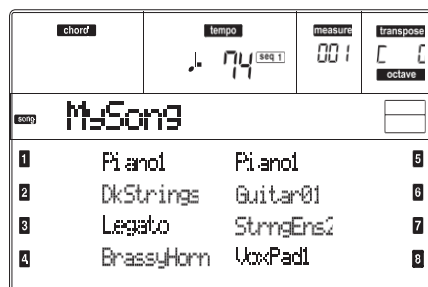 chord tempo measure transpose
♩. 74 seq 1 001 C 0
octave
song MySong
1 Piano1 Piano1 5
2 DkStrings Guitar01 6
3 Legato StrngEns2 7
4 BrassyHorn VoxPad1 8